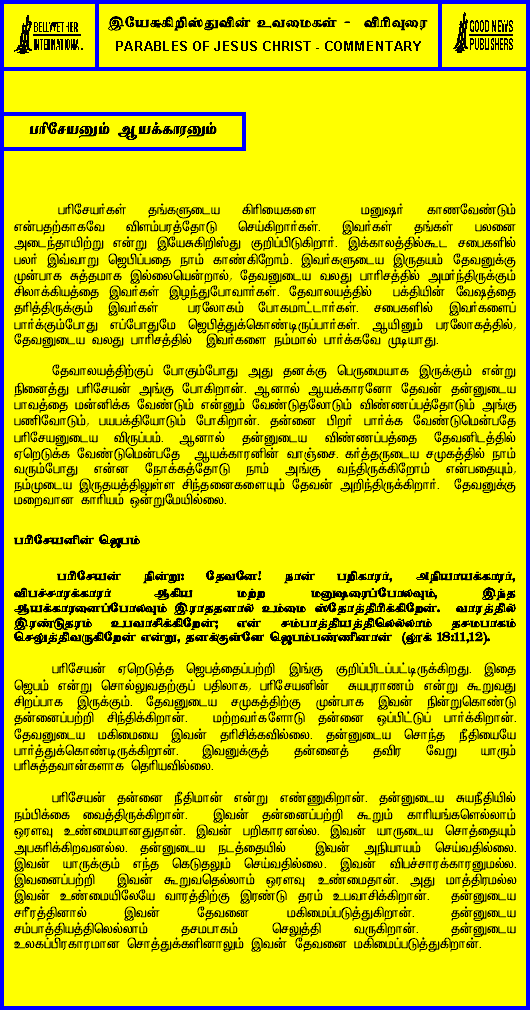 BELLWETHER
INTERNATIONAL
இயேசுகிறிஸ்துவின் உவமைகள் - விரிவுரை
PARABLES OF JESUS CHRIST - COMMENTARY
GOOD NEWS
PUBLISHERS
பரிசேயனும் ஆயக்காரனும்
பரிசேயர்கள் தங்களுடைய கிரியைகளை மனுஷர் காணவேண்டும்
என்பதற்காகவே விளம்பரத்தோடு செய்கிறார்கள். இவர்கள் தங்கள் பலனை
அடைந்தாயிற்று என்று இயேசுகிறிஸ்து குறிப்பிடுகிறார். இக்காலத்தில்கூட சபைகளில்
பலர் இவ்வாறு ஜெபிப்பதை நாம் காண்கிறோம். இவர்களுடைய இருதயம் தேவனுக்கு
முன்பாக சுத்தமாக இல்லையென்றால், தேவனுடைய வலது பாரிசத்தில் அமர்ந்திருக்கும்
சிலாக்கியத்தை இவர்கள் இழந்துபோவார்கள். தேவாலயத்தில் பக்தியின் வேஷத்தை
தரித்திருக்கும் இவர்கள் பரலோகம் போகமாட்டார்கள். சபைகளில் இவர்களைப்
பார்க்கும்போது எப்போதுமே ஜெபித்துக்கொண்டிருப்பார்கள். ஆயினும் பரலோகத்தில்,
தேவனுடைய வலது பாரிசத்தில் இவர்களை நம்மால் பார்க்கவே முடியாது.
தேவாலயத்திற்குப் போகும்போது அது தனக்கு பெருமையாக இருக்கும் என்று
நினைத்து பரிசேயன் அங்கு போகிறான். ஆனால் ஆயக்காரனோ தேவன் தன்னுடைய
பாவத்தை மன்னிக்க வேண்டும் என்னும் வேண்டுதலோடும் விண்ணப்பத்தோடும் அங்கு
பணிவோடும், பயபக்தியோடும் போகிறான். தன்னை பிறர் பார்க்க வேண்டுமென்பதே
பரிசேயனுடைய விருப்பம். ஆனால் தன்னுடைய விண்ணப்பத்தை தேவனிடத்தில்
ஏறெடுக்க வேண்டுமென்பதே ஆயக்காரனின் வாஞ்சை. கர்த்தருடைய சமுகத்தில் நாம்
வரும்போது என்ன நோக்கத்தோடு நாம் அங்கு வந்திருக்கிறோம் என்பதையும்,
நம்முடைய இருதயத்திலுள்ள சிந்தனைகளையும் தேவன் அறிந்திருக்கிறார். தேவனுக்கு
மறைவான காரியம் ஒன்றுமேயில்லை.
பரிசேயனின் ஜெபம்
பரிசேயன் நின்று: தேவனே! நான் பறிகாரர், அநியாயக்காரர்,
விபச்சாரக்காரர் ஆகிய மற்ற மனுஷரைப்போலவும், இந்த
ஆயக்காரனைப்போலவும் இராததனால் உம்மை ஸ்தோத்திரிக்கிறேன். வாரத்தில்
இரண்டுதரம் உபவாசிக்கிறேன்; என் சம்பாத்தியத்திலெல்லாம் தசமபாகம்
செலுத்திவருகிறேன் என்று, தனக்குள்ளே ஜெபம்பண்ணினான் (லூக் 18:11,12).
பரிசேயன் ஏறெடுத்த ஜெபத்தைப்பற்றி இங்கு குறிப்பிடப்பட்டிருக்கிறது. இதை
ஜெபம் என்று சொல்லுவதற்குப் பதிலாக, பரிசேயனின் சுயபுராணம் என்று கூறுவது
சிறப்பாக இருக்கும். தேவனுடைய சமுகத்திற்கு முன்பாக இவன் நின்றுகொண்டு
தன்னைப்பற்றி சிந்திக்கிறான். மற்றவர்களோடு தன்னை ஒப்பிட்டுப் பார்க்கிறான்.
தேவனுடைய மகிமையை இவன் தரிசிக்கவில்லை. தன்னுடைய சொந்த நீதியையே
பார்த்துக்கொண்டிருக்கிறான். இவனுக்குத் தன்னைத் தவிர வேறு யாரும்
பரிசுத்தவான்களாக தெரியவில்லை.
பரிசேயன் தன்னை நீதிமான் என்று எண்ணுகிறான். தன்னுடைய சுயநீதியில்
நம்பிக்கை வைத்திருக்கிறான். இவன் தன்னைப்பற்றி கூறும் காரியங்களெல்லாம்
ஓரளவு உண்மையானதுதான். இவன் பறிகாரனல்ல. இவன் யாருடைய சொத்தையும்
அபகரிக்கிறவனல்ல. தன்னுடைய நடத்தையில் இவன் அநியாயம் செய்வதில்லை.
இவன் யாருக்கும் எந்த கெடுதலும் செய்வதில்லை. இவன் விபச்சாரக்காரனுமல்ல.
இவனைப்பற்றி இவன் கூறுவதெல்லாம் ஓரளவு உண்மைதான். அது மாத்திரமல்ல
இவன் உண்மையிலேயே வாரத்திற்கு இரண்டு தரம் உபவாசிக்கிறான். தன்னுடைய
சரீரத்தினால் இவன் தேவனை மகிமைப்படுத்துகிறான். தன்னுடைய
சம்பாத்தியத்திலெல்லாம் தசமபாகம் செலுத்தி வருகிறான். தன்னுடைய
உலகப்பிரகாரமான சொத்துக்களினாலும் இவன் தேவனை மகிமைப்படுத்துகிறான்.